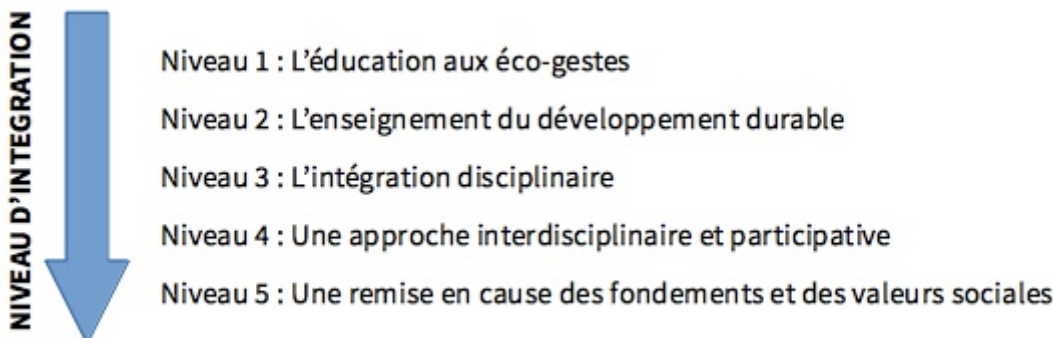 NIVEAU D'INTEGRATION
Niveau 1 : L'éducation aux éco-gestes
Niveau 2 : L'enseignement du développement durable
Niveau 3 : L'intégration disciplinaire
Niveau 4 : Une approche interdisciplinaire et participative
Niveau 5 : Une remise en cause des fondements et des valeurs sociales